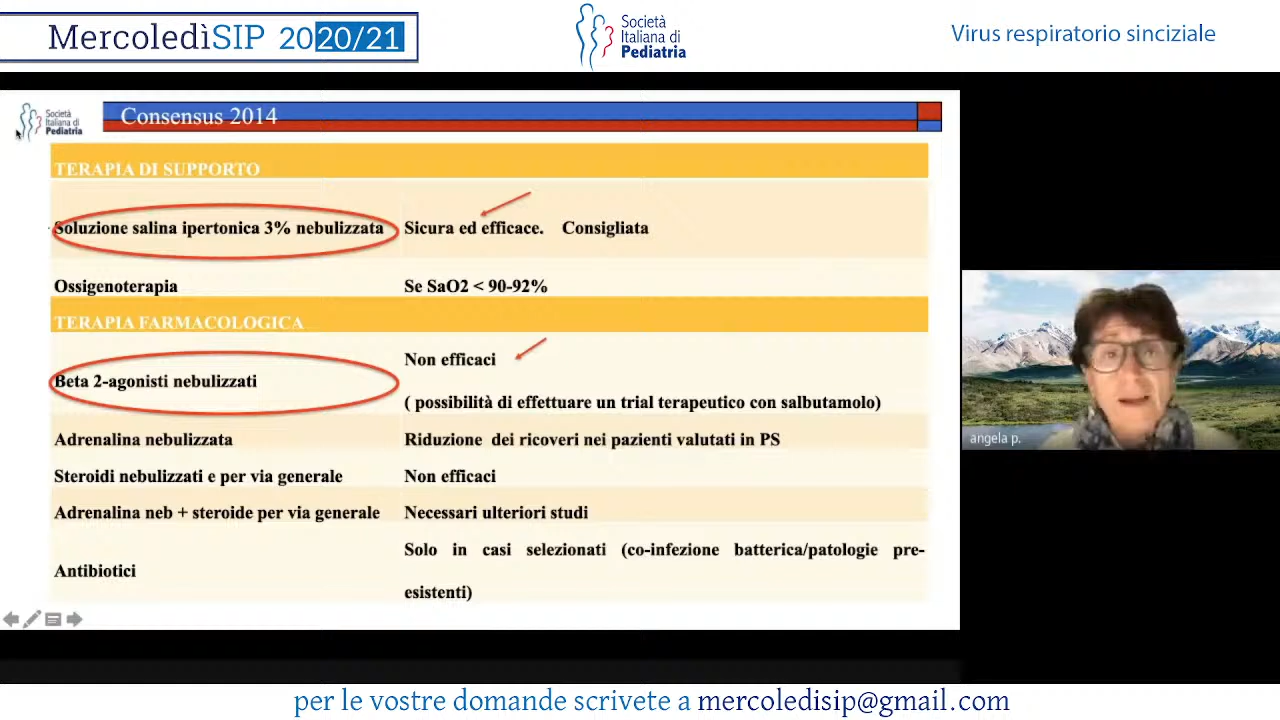 MercoledìSIP 2020/21
Società
Italiana di
Pediatria
Virus respiratorio sinciziale
Società
Italiana di
Pediatria
Consensus 2014
TERAPIA DI SUPPORTO
Soluzione salina ipertonica 3% nebulizzata Sicura ed efficace. Consigliata
Ossigenoterapia Se SaO2 < 90-92%
TERAPIA FARMACOLOGICA
Beta 2-agonisti nebulizzati
Non efficaci
( possibilità di effettuare un trial terapeutico con salbutamolo)
Adrenalina nebulizzata Riduzione dei ricoveri nei pazienti valutati in PS
Steroidi nebulizzati e per via generale Non efficaci
Adrenalina neb + steroide per via generale Necessari ulteriori studi
Antibiotici
Solo in casi selezionati (co-infezione batterica/patologie pre-
esistenti)
angela p.
per le vostre domande scrivete a mercoledisip@gmail.com